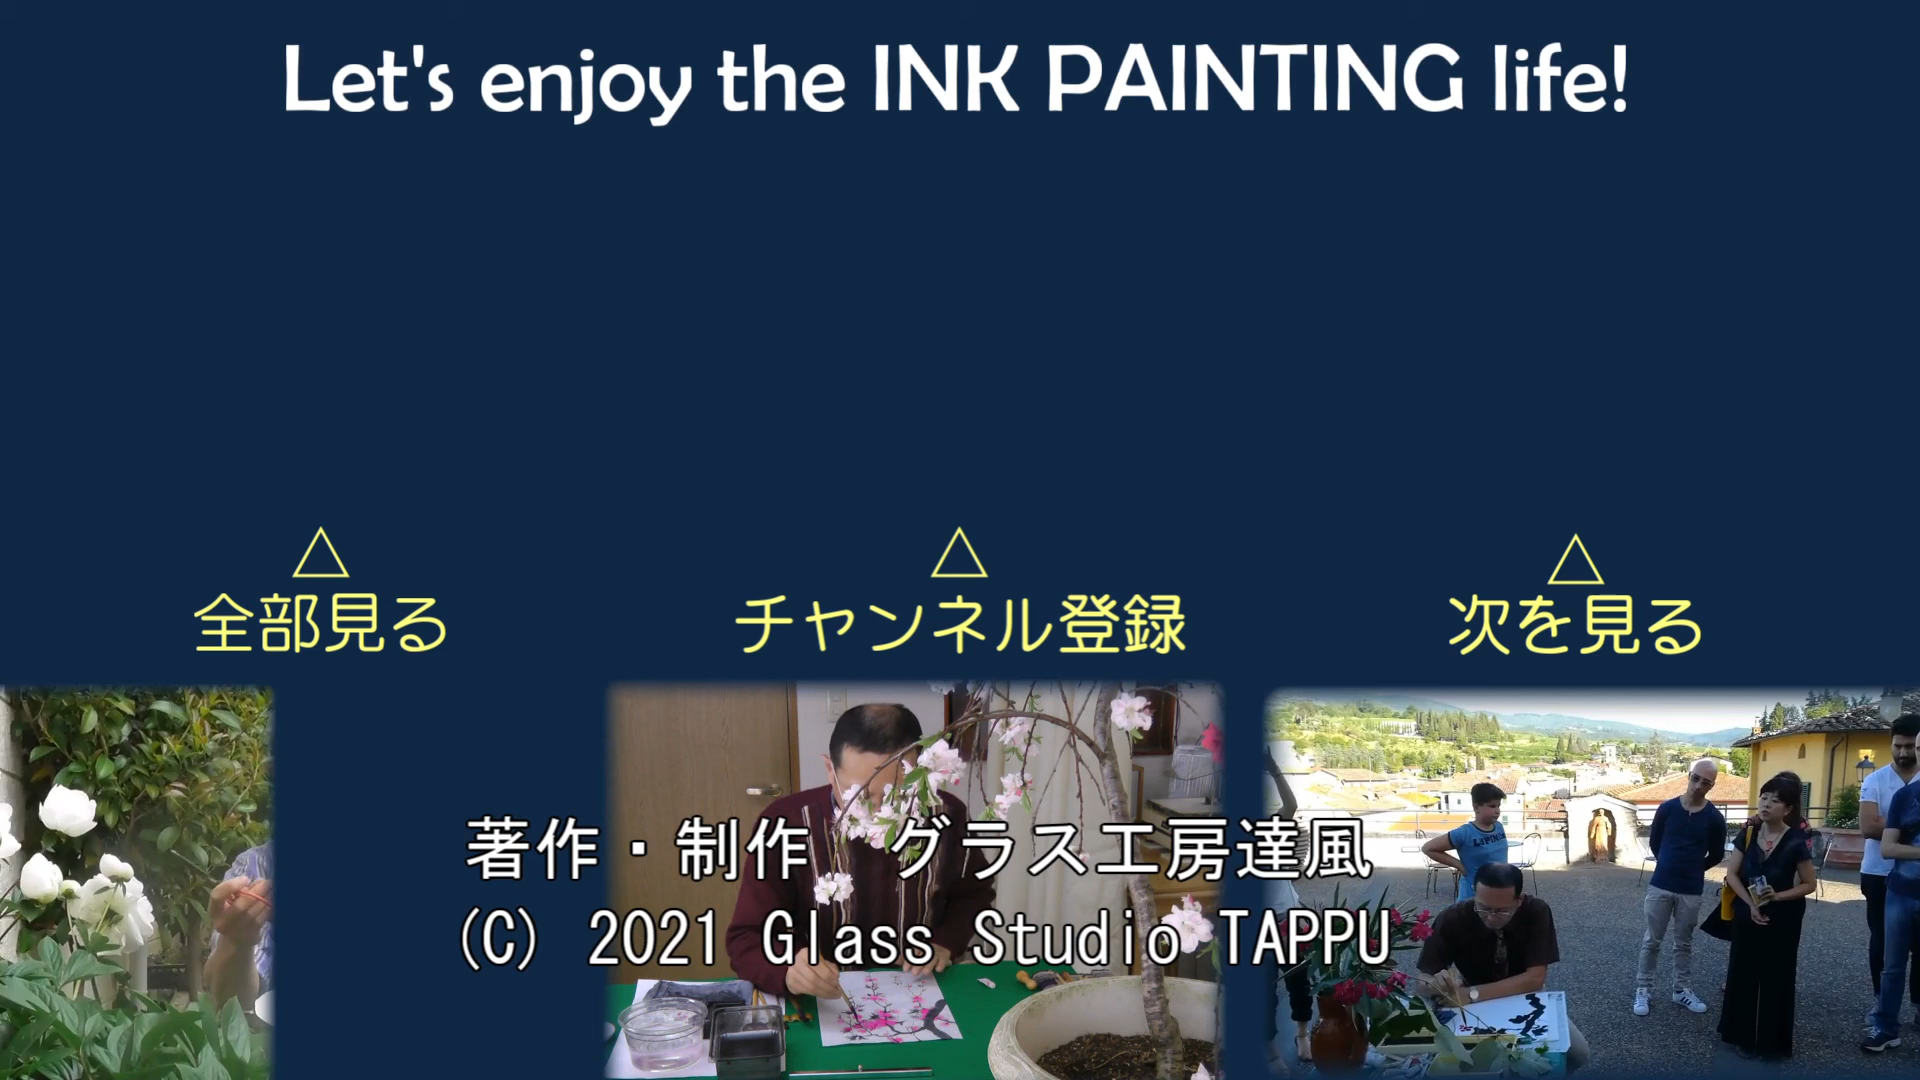 Let's enjoy the INK PAINTING life!
△
全部見る
△
チャンネル登録
△
次を見る
著作・制作　グラス工房達風
(C) 2021 Glass Studio TAPPU